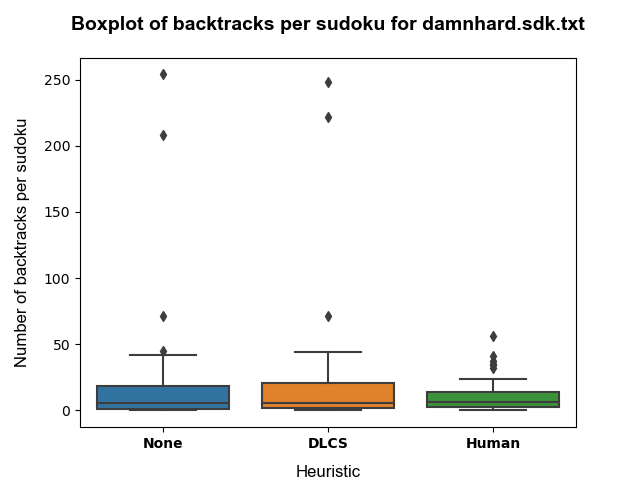 Boxplot of backtracks per sudoku for damnhard.sdk.txt
Number of backtracks per sudoku
250
200
150
100
50
0
None DLCS Human
Heuristic